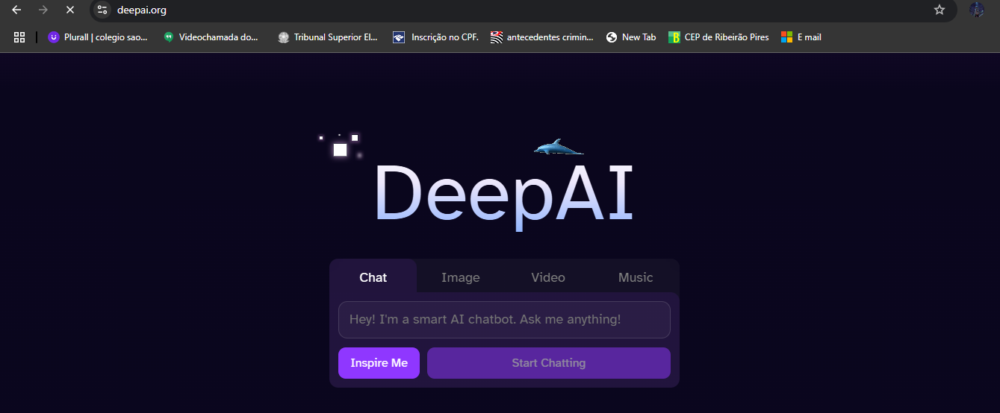 deepai.org
Plurall | colegio sao... Videochamada do... Tribunal Superior El... Inscrição no CPF. antecedentes crimin... New Tab CEP de Ribeirão Pires E mail
DeepAI
Chat Image Video Music
Hey! I'm a smart AI chatbot. Ask me anything!
Inspire Me Start Chatting